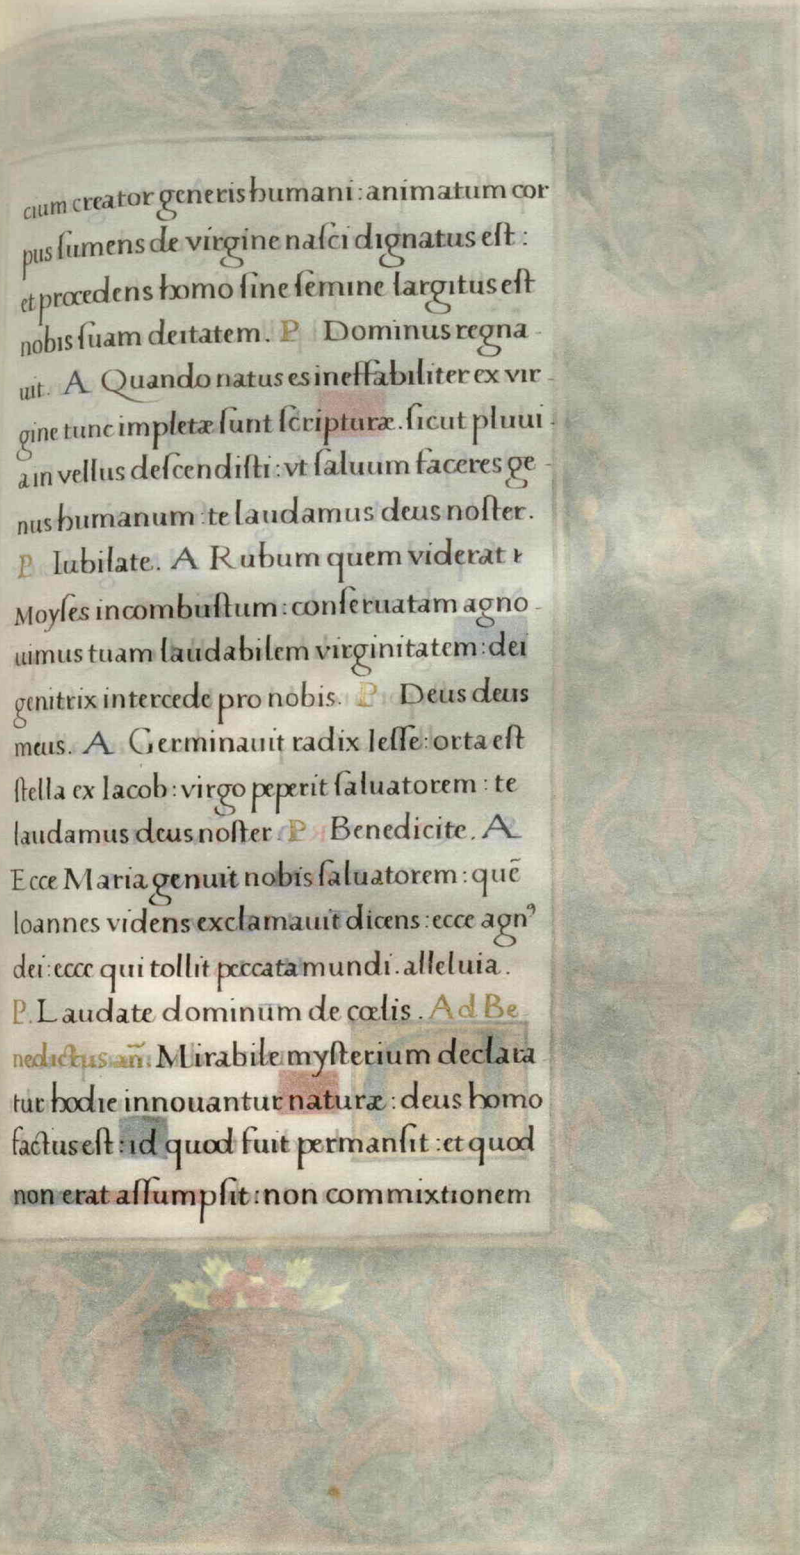 cium creator generis humani : animatum cor
pus ſumens de virgine naſci dignatus eſt :
et procedens homo ſine ſemine largitus eſt
nobis ſuam deitatem. P Dominus regna
uit. A Quando natus es ineffabiliter ex vir
gine tunc impletæ ſunt ſcripturæ. ſicut pluui
a in vellus deſcendiſti : vt ſaluum faceres ge
nus humanum : te laudamus deus noſter.
P Iubilate. A Rubum quem viderat
Moyſes incombuſtum : conſeruatam agno
uimus tuam laudabilem virginitatem : dei
genitrix intercede pro nobis. P Deus deus
meus. A Germinauit radix Ieſſe : orta eſt
ſtella ex Iacob : virgo peperit ſaluatorem : te
laudamus deus noſter. P Benedicite. A
Ecce Maria genuit nobis ſaluatorem : quē
Ioannes videns exclamauit dicens : ecce agnꝰ
dei : ecce qui tollit peccata mundi. alleluia.
P. Laudate dominum de cœlis. Ad Be
nedictus añ. Mirabile myſterium declara
tur hodie innouantur naturæ : deus homo
factus eſt : id quod fuit permanſit : et quod
non erat aſſumpſit : non commixtionem